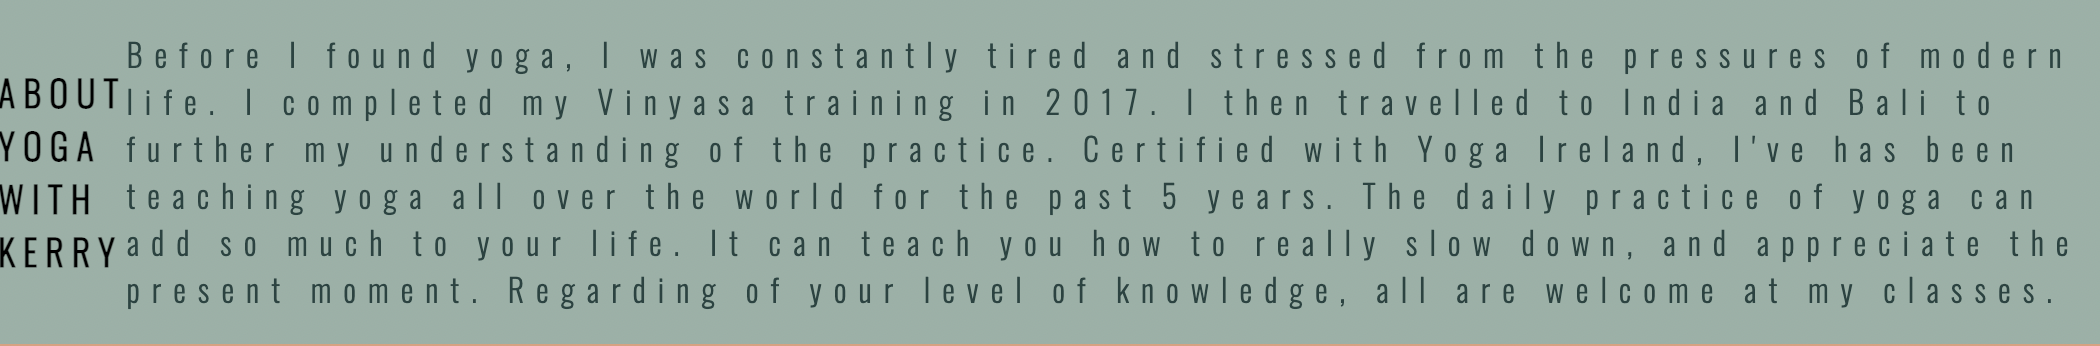 ABOUT
YOGA
WITH
KERRY
Before I found yoga, I was constantly tired and stressed from the pressures of modern
life. I completed my Vinyasa training in 2017. I then travelled to India and Bali to
further my understanding of the practice. Certified with Yoga Ireland, I've has been
teaching yoga all over the world for the past 5 years. The daily practice of yoga can
add so much to your life. It can teach you how to really slow down, and appreciate the
present moment. Regarding of your level of knowledge, all are welcome at my classes.